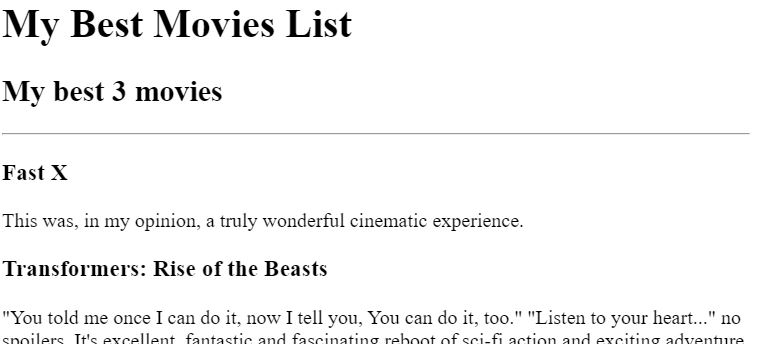 My Best Movies List
My best 3 movies
Fast X
This was, in my opinion, a truly wonderful cinematic experience.
Transformers: Rise of the Beasts
"You told me once I can do it, now I tell you, You can do it, too." "Listen to your heart..." no
spoilers. It's excellent, fantastic and fascinating reboot of sci-fi action and exciting adventure